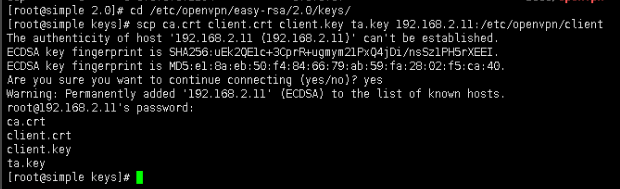 [root@simple 2.0]# cd /etc/openvpn/easy-rsa/2.0/keys/
[root@simple keys]# scp ca.crt client.crt client.key ta.key 192.168.2.11:/etc/openvpn/client
The authenticity of host '192.168.2.11 (192.168.2.11)' can't be established.
ECDSA key fingerprint is SHA256:uEk2QE1c+3CprR+ugmym21PxQ4jDi/nsSz1PH5rXEEI.
ECDSA key fingerprint is MD5:e1:8a:eb:50:f4:84:66:79:ab:59:fa:28:02:f5:ca:40.
Are you sure you want to continue connecting (yes/no)? yes
Warning: Permanently added '192.168.2.11' (ECDSA) to the list of known hosts.
root@192.168.2.11's password:
ca.crt
client.crt
client.key
ta.key
[root@simple keys]#